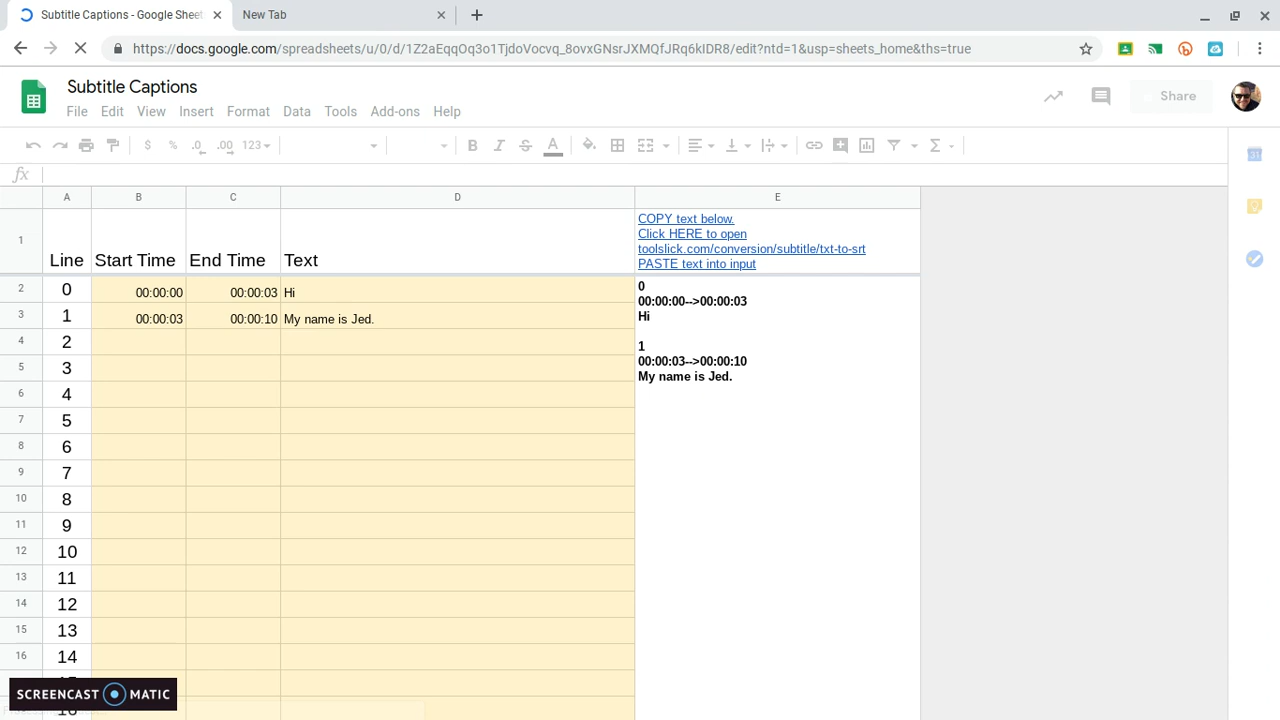 Subtitle Captions - Google Sheet
New Tab
https://docs.google.com/spreadsheets/u/0/d/1Z2aEqqOq3o1TjdoVocvq_8ovxGNsrJXMQfJRq6kIDR8/edit?ntd=1&usp=sheets_home&ths=true
Subtitle Captions
File Edit View Insert Format Data Tools Add-ons Help
Share
$ % .0 .00 123 B I S A Σ
31
fx
A B C D E
1 Line Start Time End Time Text
COPY text below.
Click HERE to open
toolslick.com/conversion/subtitle/txt-to-srt
PASTE text into input
2 0 00:00:00 00:00:03 Hi
3 1 00:00:03 00:00:10 My name is Jed.
4 2
5 3
6 4
7 5
8 6
9 7
10 8
11 9
12 10
13 11
14 12
15 13
16 14
0
00:00:00-->00:00:03
Hi
1
00:00:03-->00:00:10
My name is Jed.
SCREENCAST MATIC